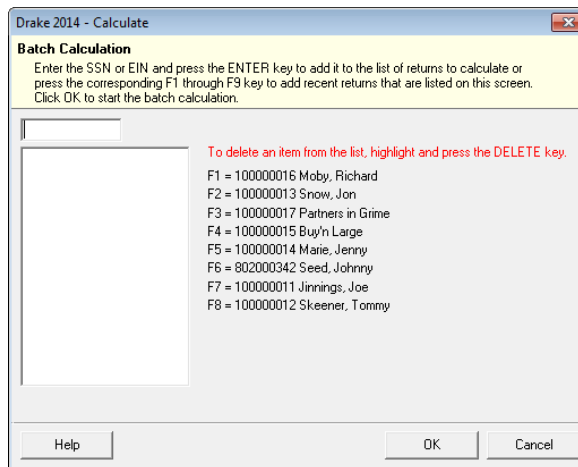 Drake 2014 - Calculate
Batch Calculation
Enter the SSN or EIN and press the ENTER key to add it to the list of returns to calculate or
press the corresponding F1 through F9 key to add recent returns that are listed on this screen.
Click OK to start the batch calculation.
To delete an item from the list, highlight and press the DELETE key.
F1 = 100000016 Moby, Richard
F2 = 100000013 Snow, Jon
F3 = 100000017 Partners in Grime
F4 = 100000015 Buy'n Large
F5 = 100000014 Marie, Jenny
F6 = 802000342 Seed, Johnny
F7 = 100000011 Jinnings, Joe
F8 = 100000012 Skeener, Tommy
Help
OK
Cancel